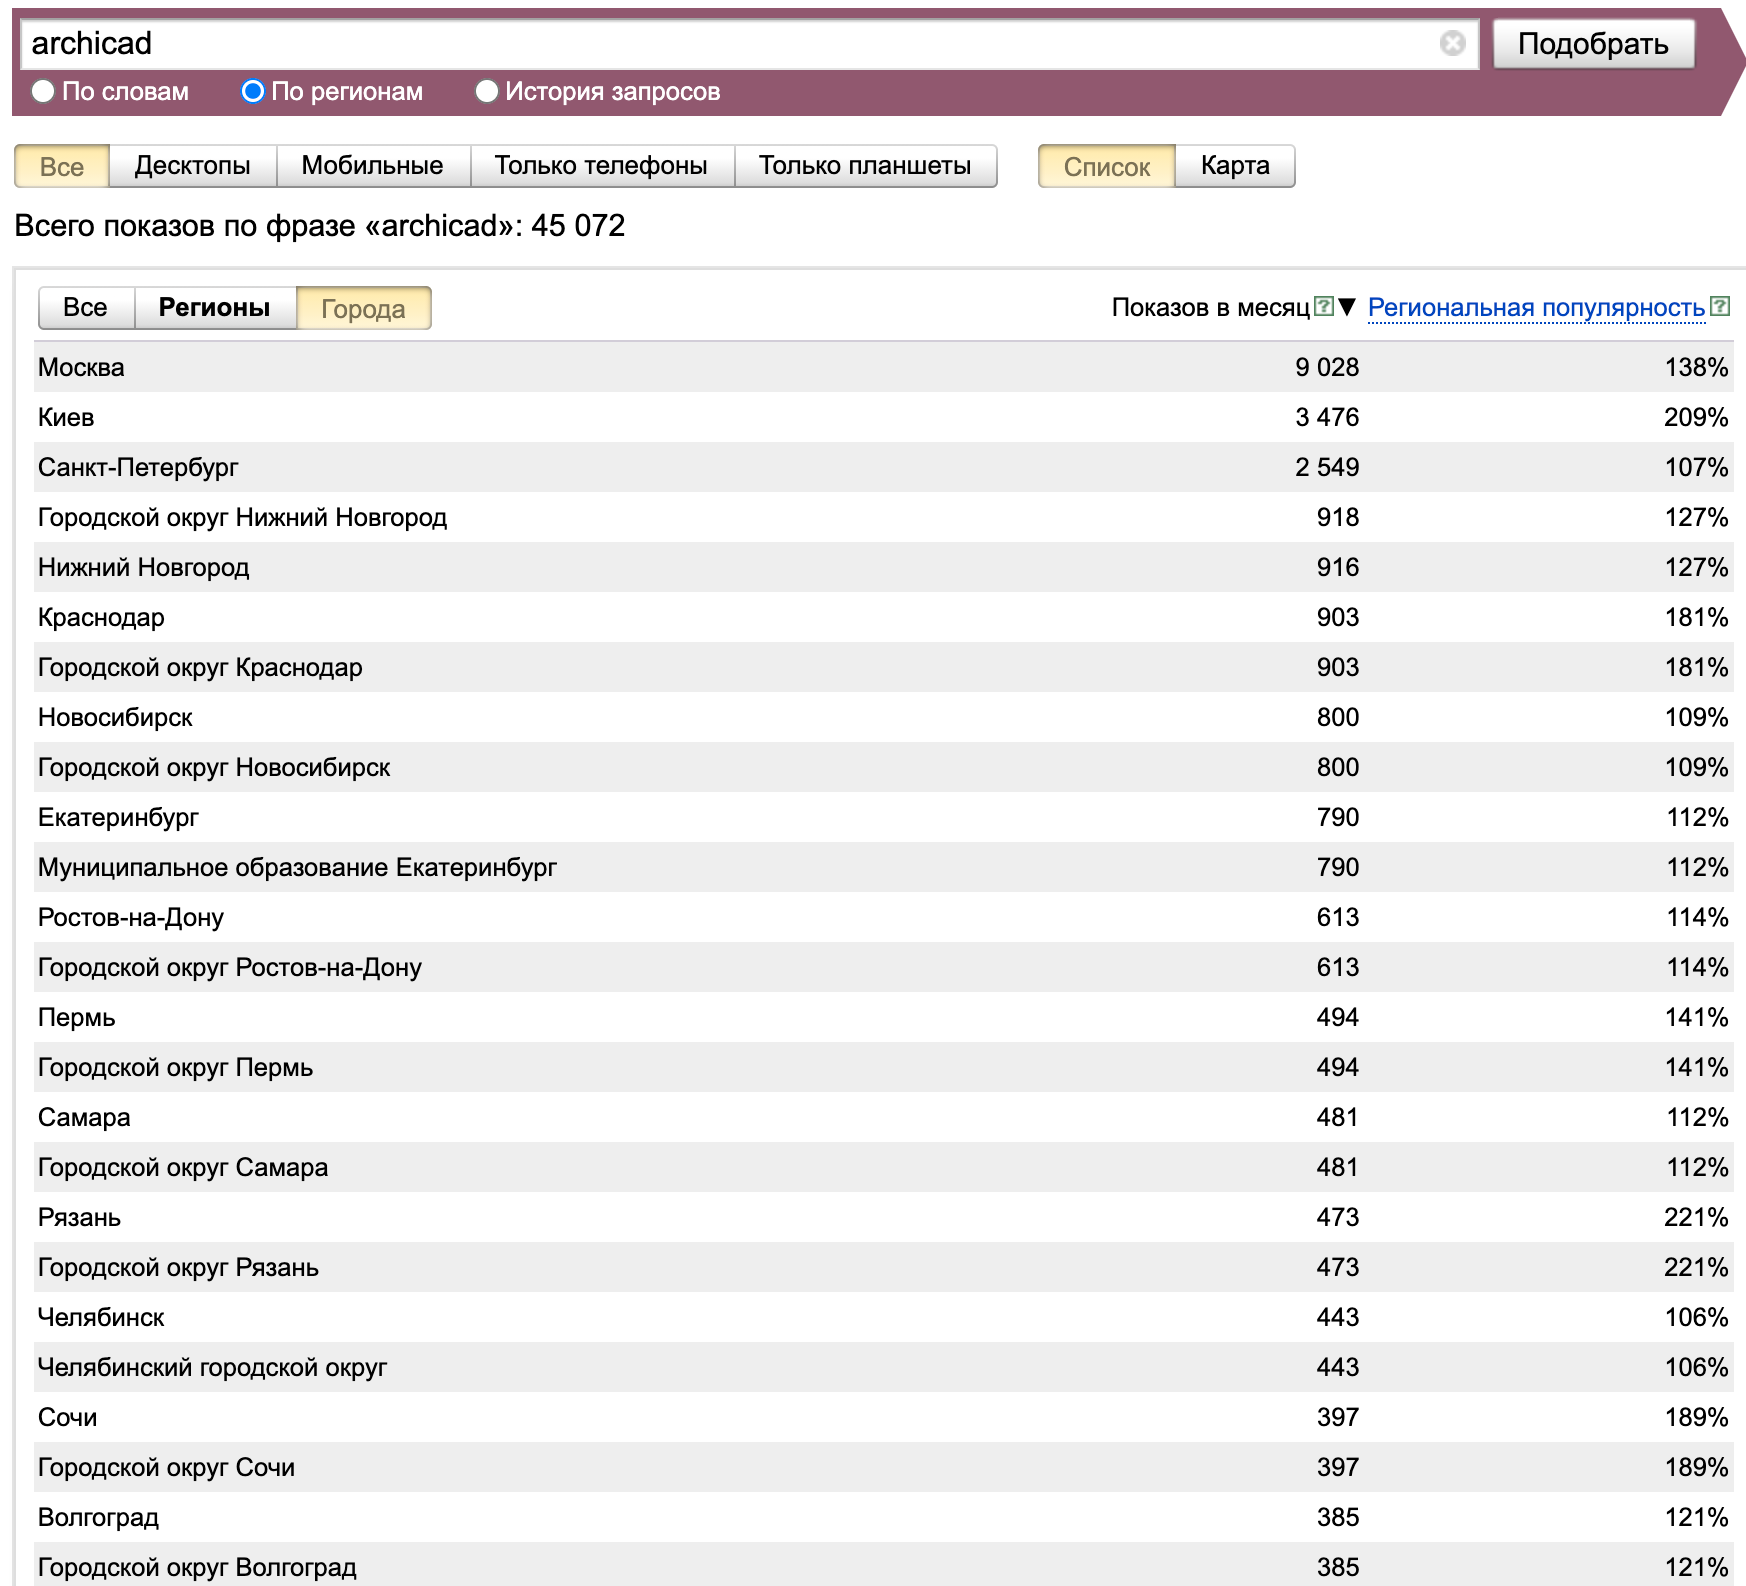 archicad Подобрать
По словам По регионам История запросов
Все Десктопы Мобильные Только телефоны Только планшеты Список Карта
Всего показов по фразе «archicad»: 45 072
Все Регионы Города Показов в месяц ? ▼ Региональная популярность ?
Москва 9 028 138%
Киев 3 476 209%
Санкт-Петербург 2 549 107%
Городской округ Нижний Новгород 918 127%
Нижний Новгород 916 127%
Краснодар 903 181%
Городской округ Краснодар 903 181%
Новосибирск 800 109%
Городской округ Новосибирск 800 109%
Екатеринбург 790 112%
Муниципальное образование Екатеринбург 790 112%
Ростов-на-Дону 613 114%
Городской округ Ростов-на-Дону 613 114%
Пермь 494 141%
Городской округ Пермь 494 141%
Самара 481 112%
Городской округ Самара 481 112%
Рязань 473 221%
Городской округ Рязань 473 221%
Челябинск 443 106%
Челябинский городской округ 443 106%
Сочи 397 189%
Городской округ Сочи 397 189%
Волгоград 385 121%
Городской округ Волгоград 385 121%